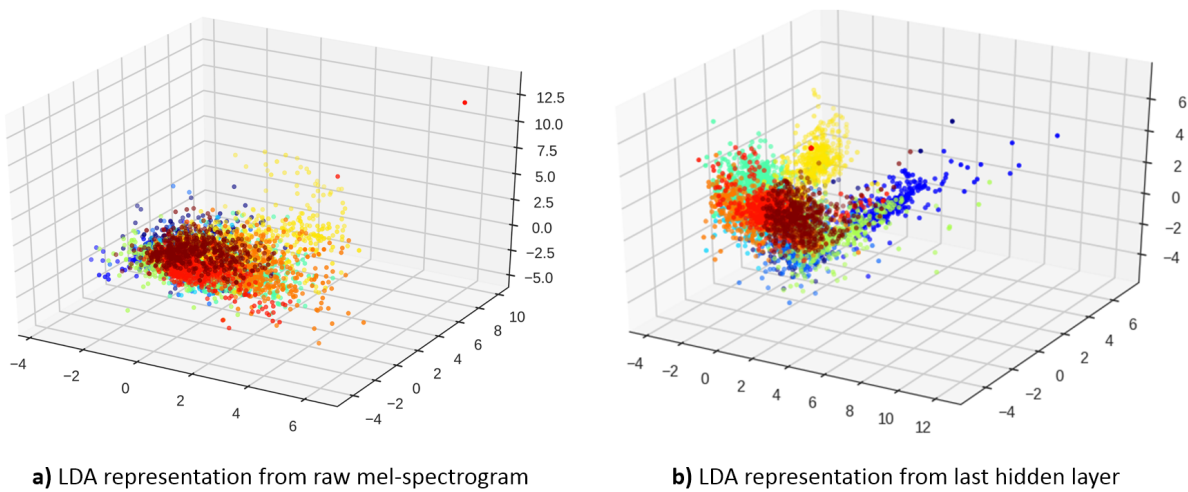 12.5
10.0
7.5
5.0
2.5
0.0
−2.5
−5.0
−4 −2 0 2 4 6
−4 −2 0 2 4 6 8 10
a) LDA representation from raw mel-spectrogram
6
4
2
0
−2
−4
−4 −2 0 2 4 6 8 10 12
−4 −2 0 2 4 6
b) LDA representation from last hidden layer